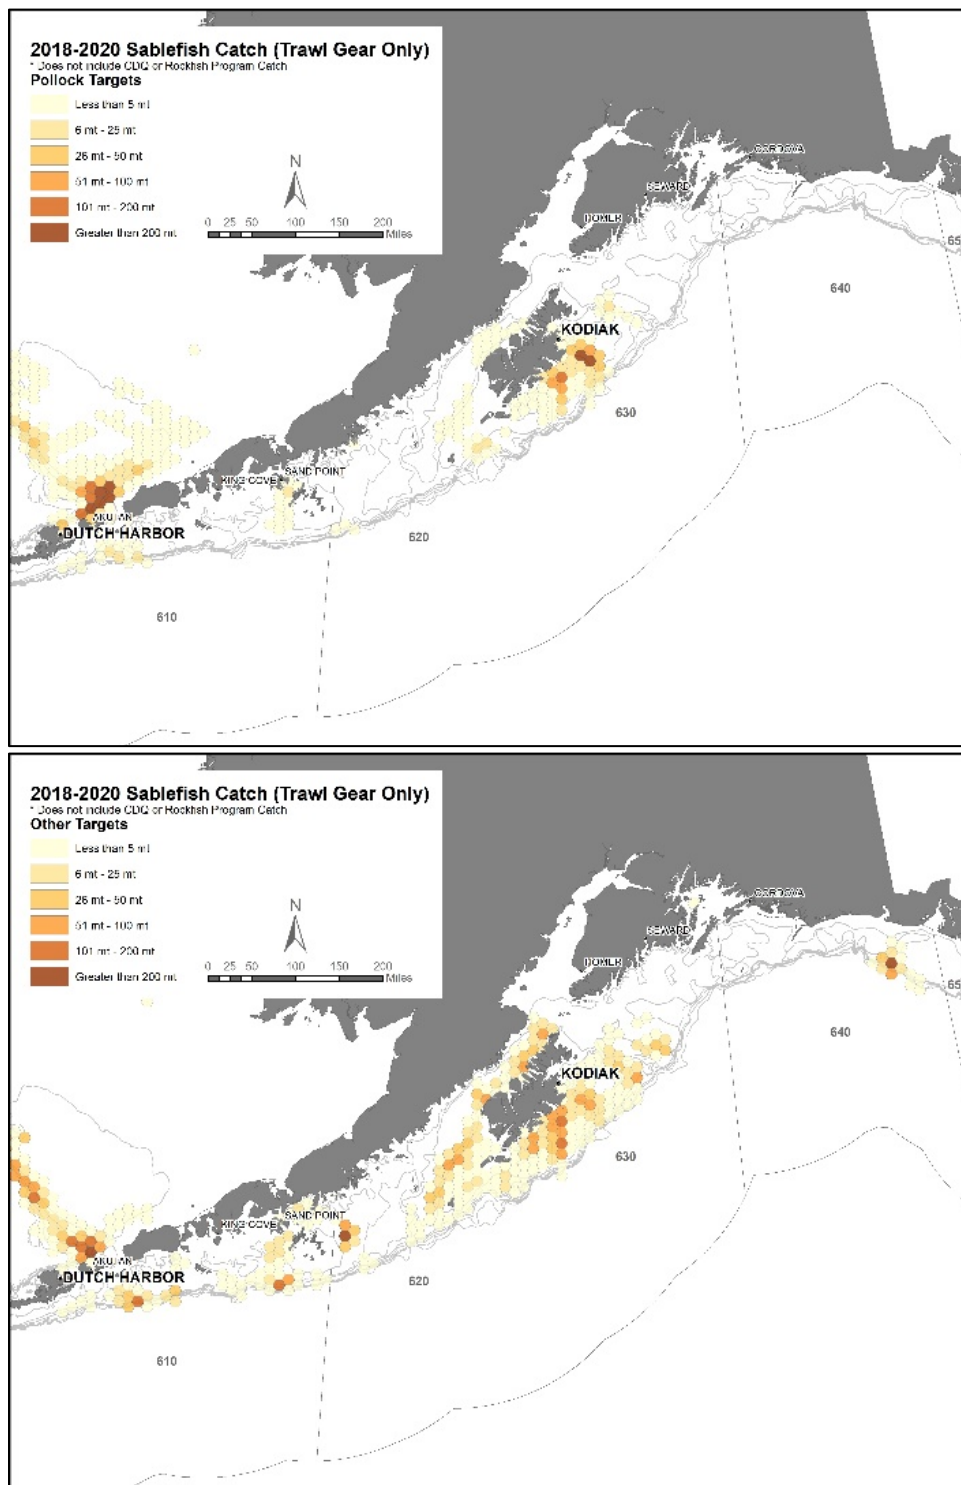 2018-2020 Sablefish Catch (Trawl Gear Only)
* Does not include CDQ or Rockfish Program Catch
Pollock Targets
Less than 5 mt
6 mt - 25 mt
26 mt - 50 mt
51 mt - 100 mt
101 mt - 200 mt
Greater than 200 mt
N
0 25 50 100 150 200
Miles
CORDOVA
SEWARD
HOMER
65
640
KODIAK
630
SAND POINT
KING COVE
AKUTAN
DUTCH HARBOR
620
610
2018-2020 Sablefish Catch (Trawl Gear Only)
* Does not include CDQ or Rockfish Program Catch
Other Targets
Less than 5 mt
6 mt - 25 mt
26 mt - 50 mt
51 mt - 100 mt
101 mt - 200 mt
Greater than 200 mt
N
0 25 50 100 150 200
Miles
CORDOVA
SEWARD
HOMER
65
640
KODIAK
630
SAND POINT
KING COVE
AKUTAN
DUTCH HARBOR
620
610